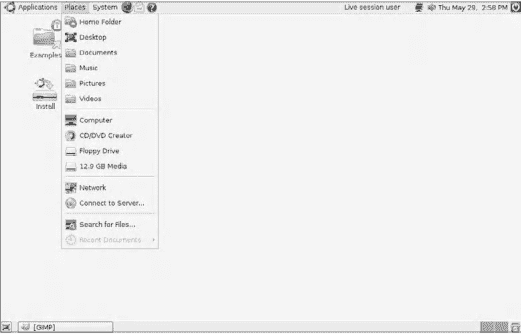 Applications Places System Live session user Thu May 29, 2:58 PM
Home Folder
Desktop
Examples
Documents
Music
Pictures
Videos
Install
Computer
CD/DVD Creator
Floppy Drive
12.9 GB Media
Network
Connect to Server...
Search for Files...
Recent Documents
[GIMP]